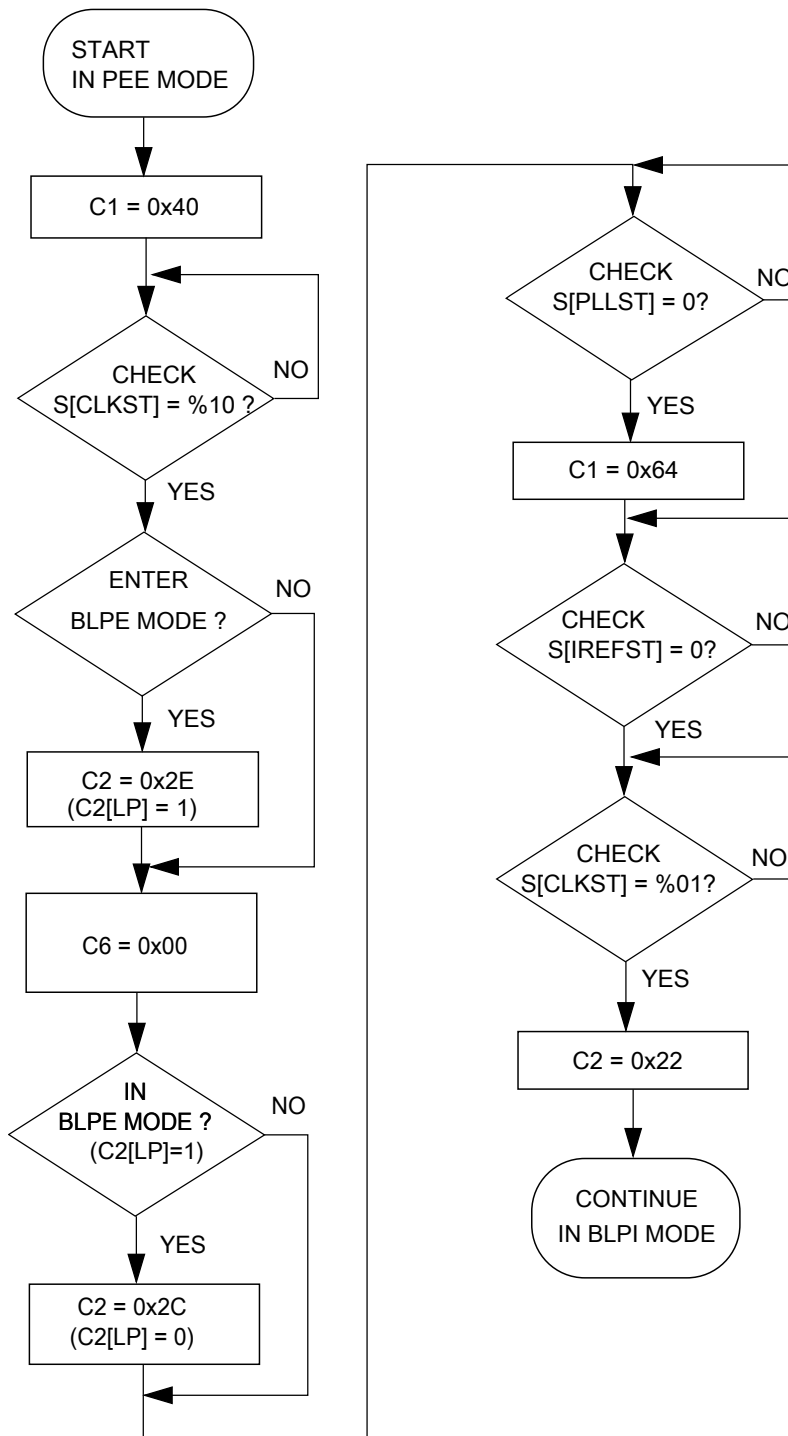 START
IN PEE MODE
C1 = 0x40
CHECK
S[CLKST] = %10 ?
NO
YES
ENTER
BLPE MODE ?
NO
YES
C2 = 0x2E
(C2[LP] = 1)
C6 = 0x00
IN
BLPE MODE ?
(C2[LP]=1)
NO
YES
C2 = 0x2C
(C2[LP] = 0)
CHECK
S[PLLST] = 0?
NO
YES
C1 = 0x64
CHECK
S[IREFST] = 0?
NO
YES
CHECK
S[CLKST] = %01?
NO
YES
C2 = 0x22
CONTINUE
IN BLPI MODE